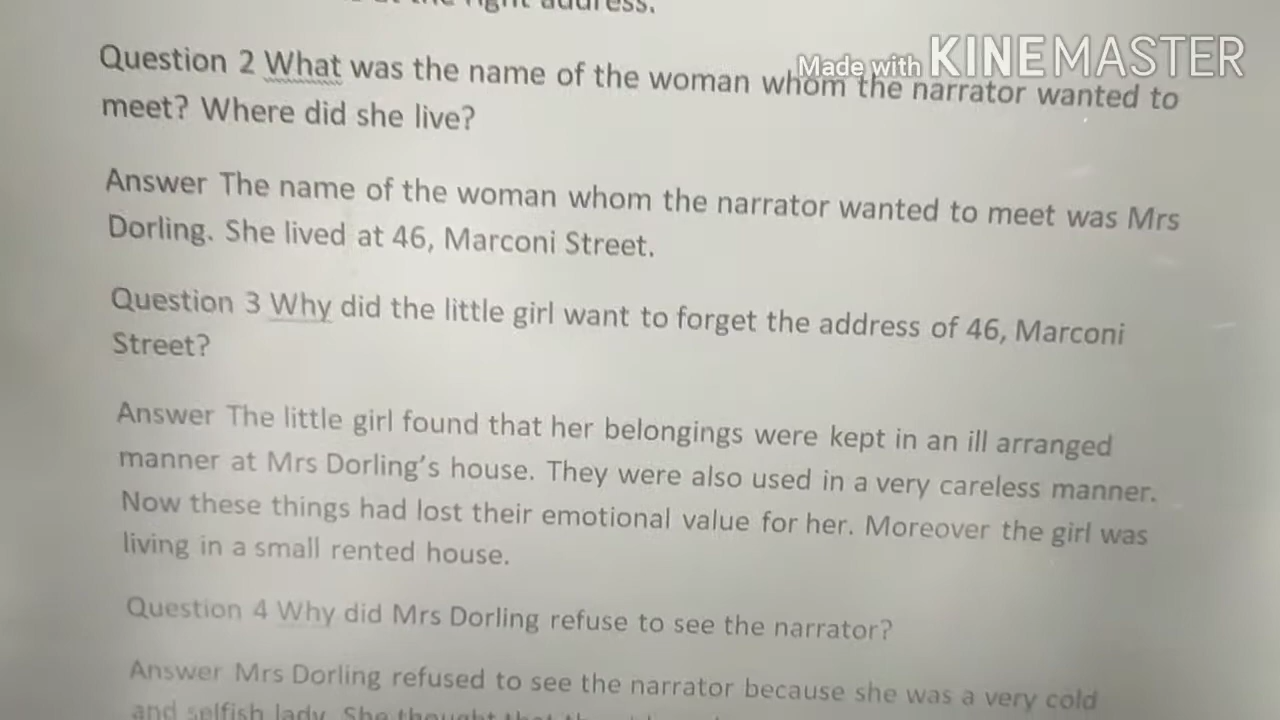 right address.
Made with KINEMASTER
Question 2 What was the name of the woman whom the narrator wanted to
meet? Where did she live?
Answer The name of the woman whom the narrator wanted to meet was Mrs
Dorling. She lived at 46, Marconi Street.
Question 3 Why did the little girl want to forget the address of 46, Marconi
Street?
Answer The little girl found that her belongings were kept in an ill arranged
manner at Mrs Dorling's house. They were also used in a very careless manner.
Now these things had lost their emotional value for her. Moreover the girl was
living in a small rented house.
Question 4 Why did Mrs Dorling refuse to see the narrator?
Answer Mrs Dorling refused to see the narrator because she was a very cold
and selfish lady. She thought that